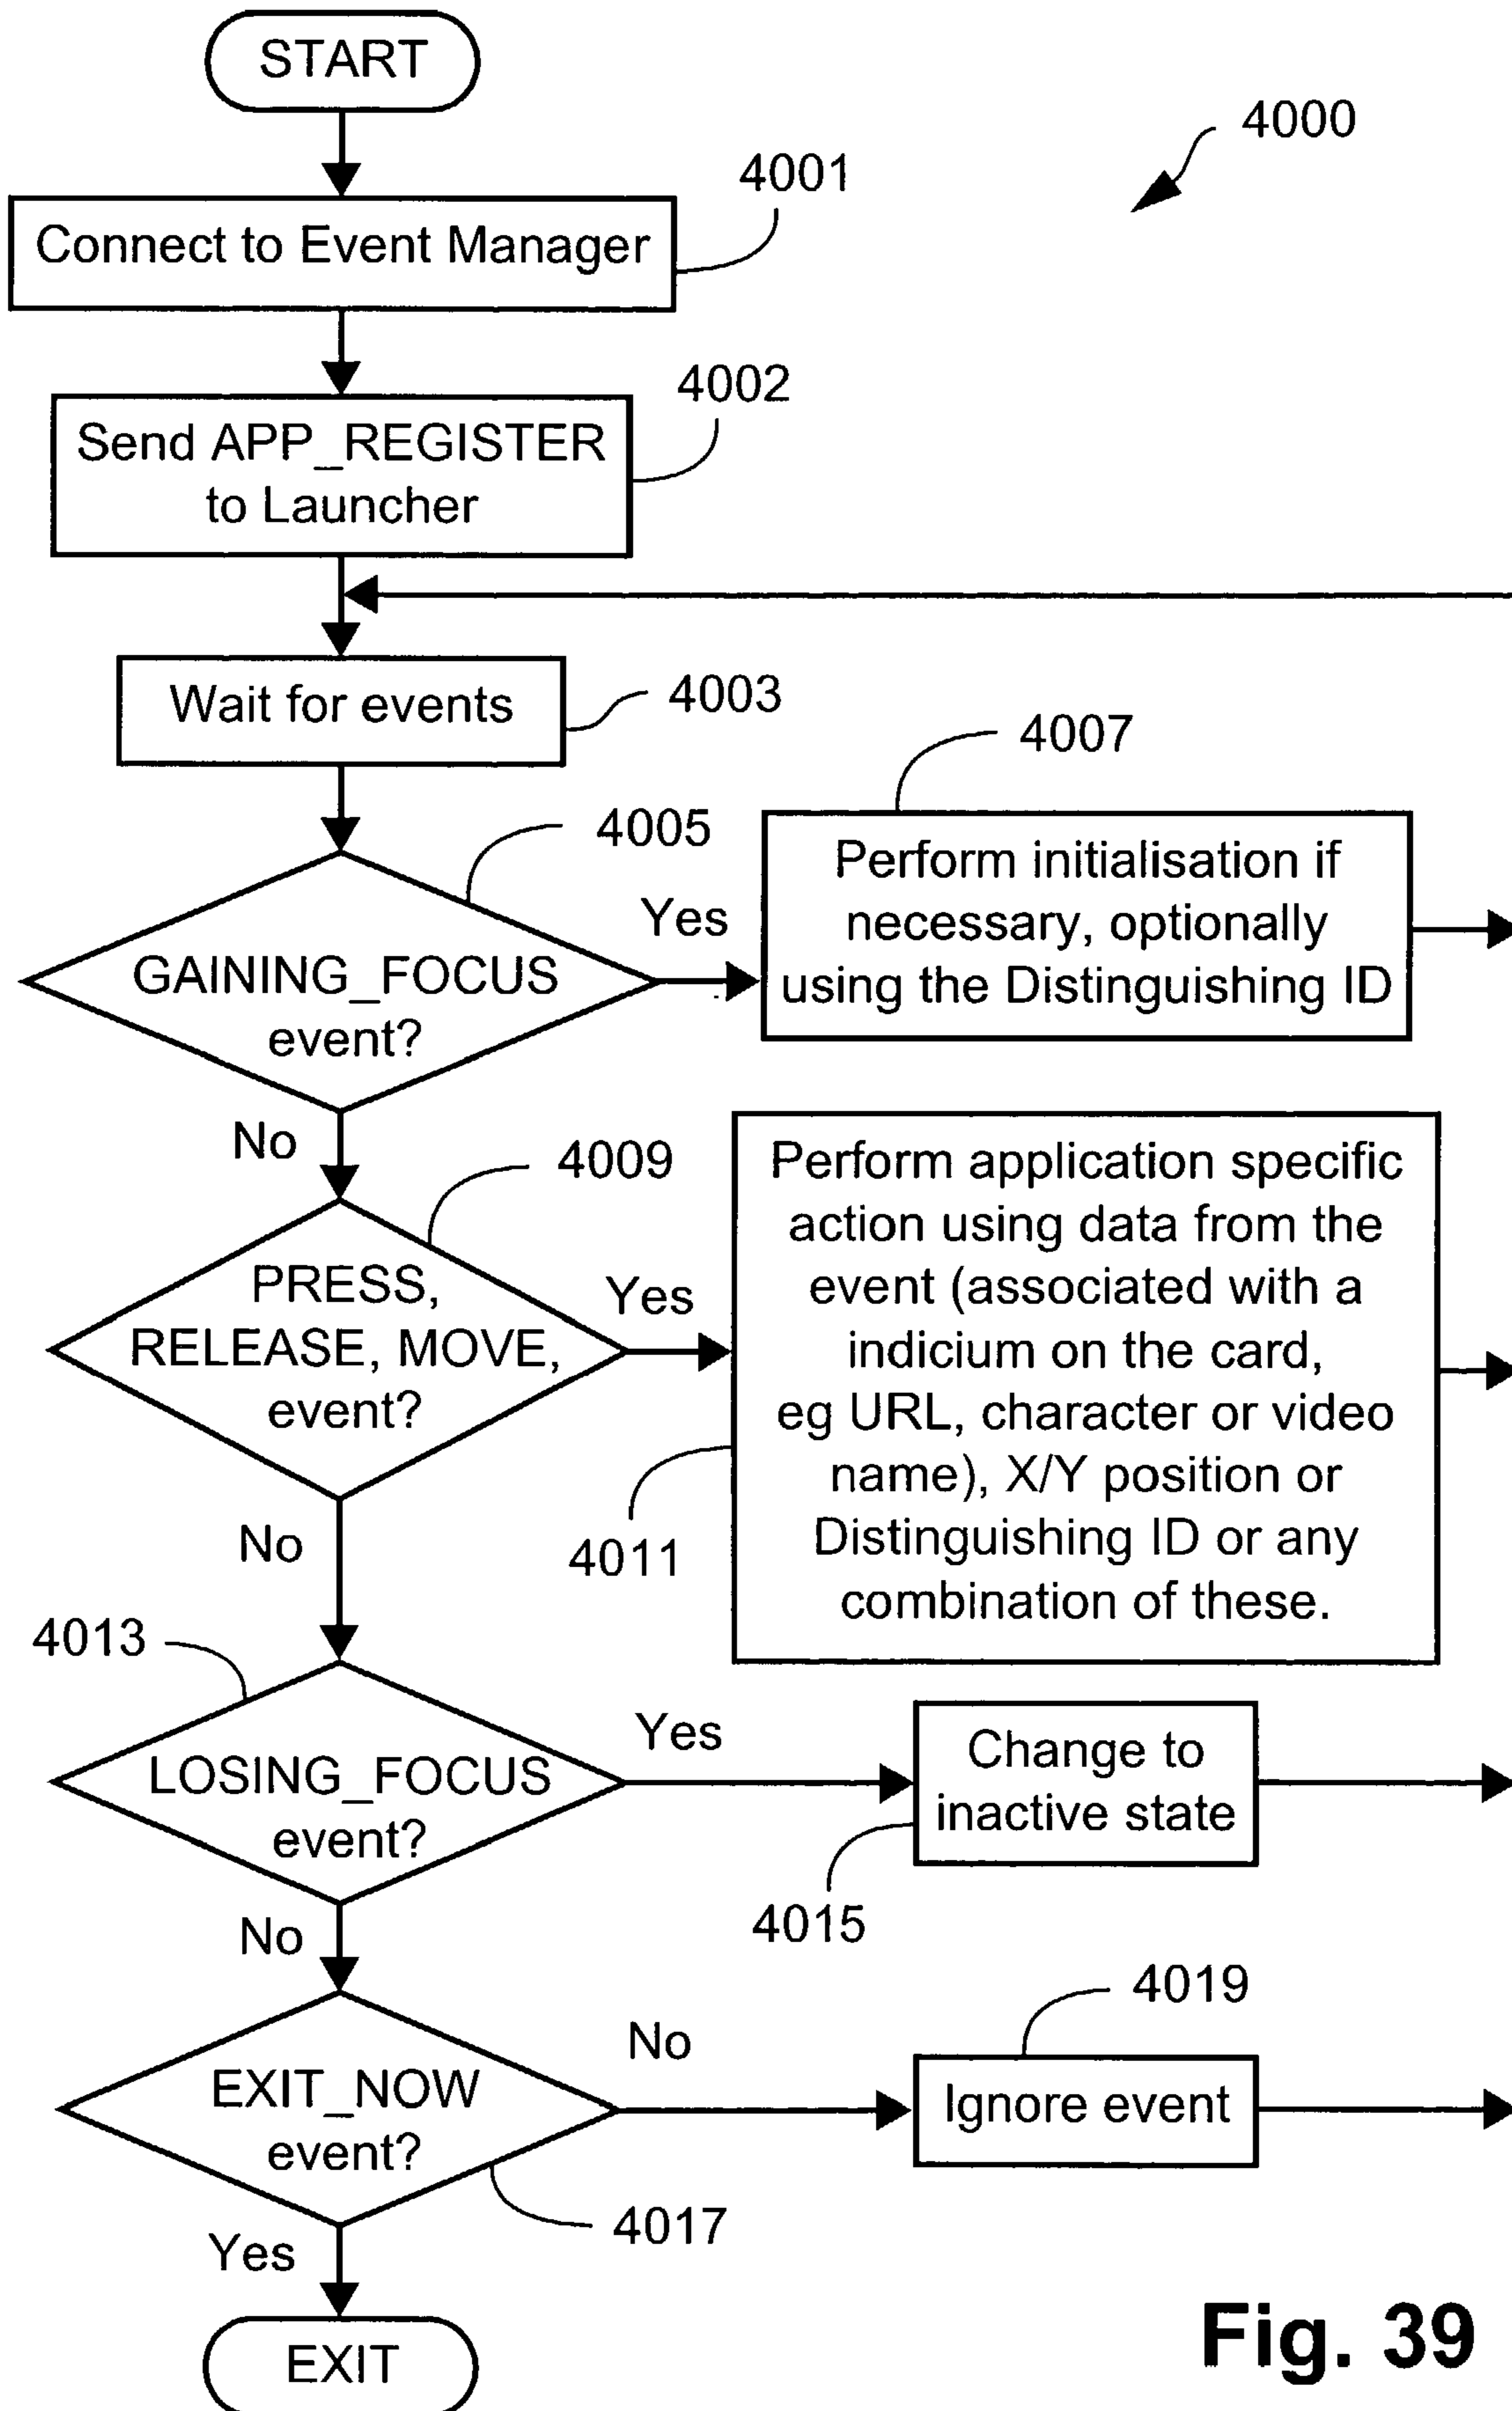 START
4000
4001
Connect to Event Manager
4002
Send APP_REGISTER
to Launcher
Wait for events
4003
4007
4005
Perform initialisation if
necessary, optionally
using the Distinguishing ID
Yes
GAINING_FOCUS
event?
No
4009
Perform application specific
action using data from the
event (associated with a
indicium on the card,
eg URL, character or video
name), X/Y position or
Distinguishing ID or any
combination of these.
PRESS,
RELEASE, MOVE,
event?
Yes
No
4011
4013
Yes
LOSING_FOCUS
event?
Change to
inactive state
4015
No
4019
No
EXIT_NOW
event?
Ignore event
4017
Yes
EXIT
Fig. 39